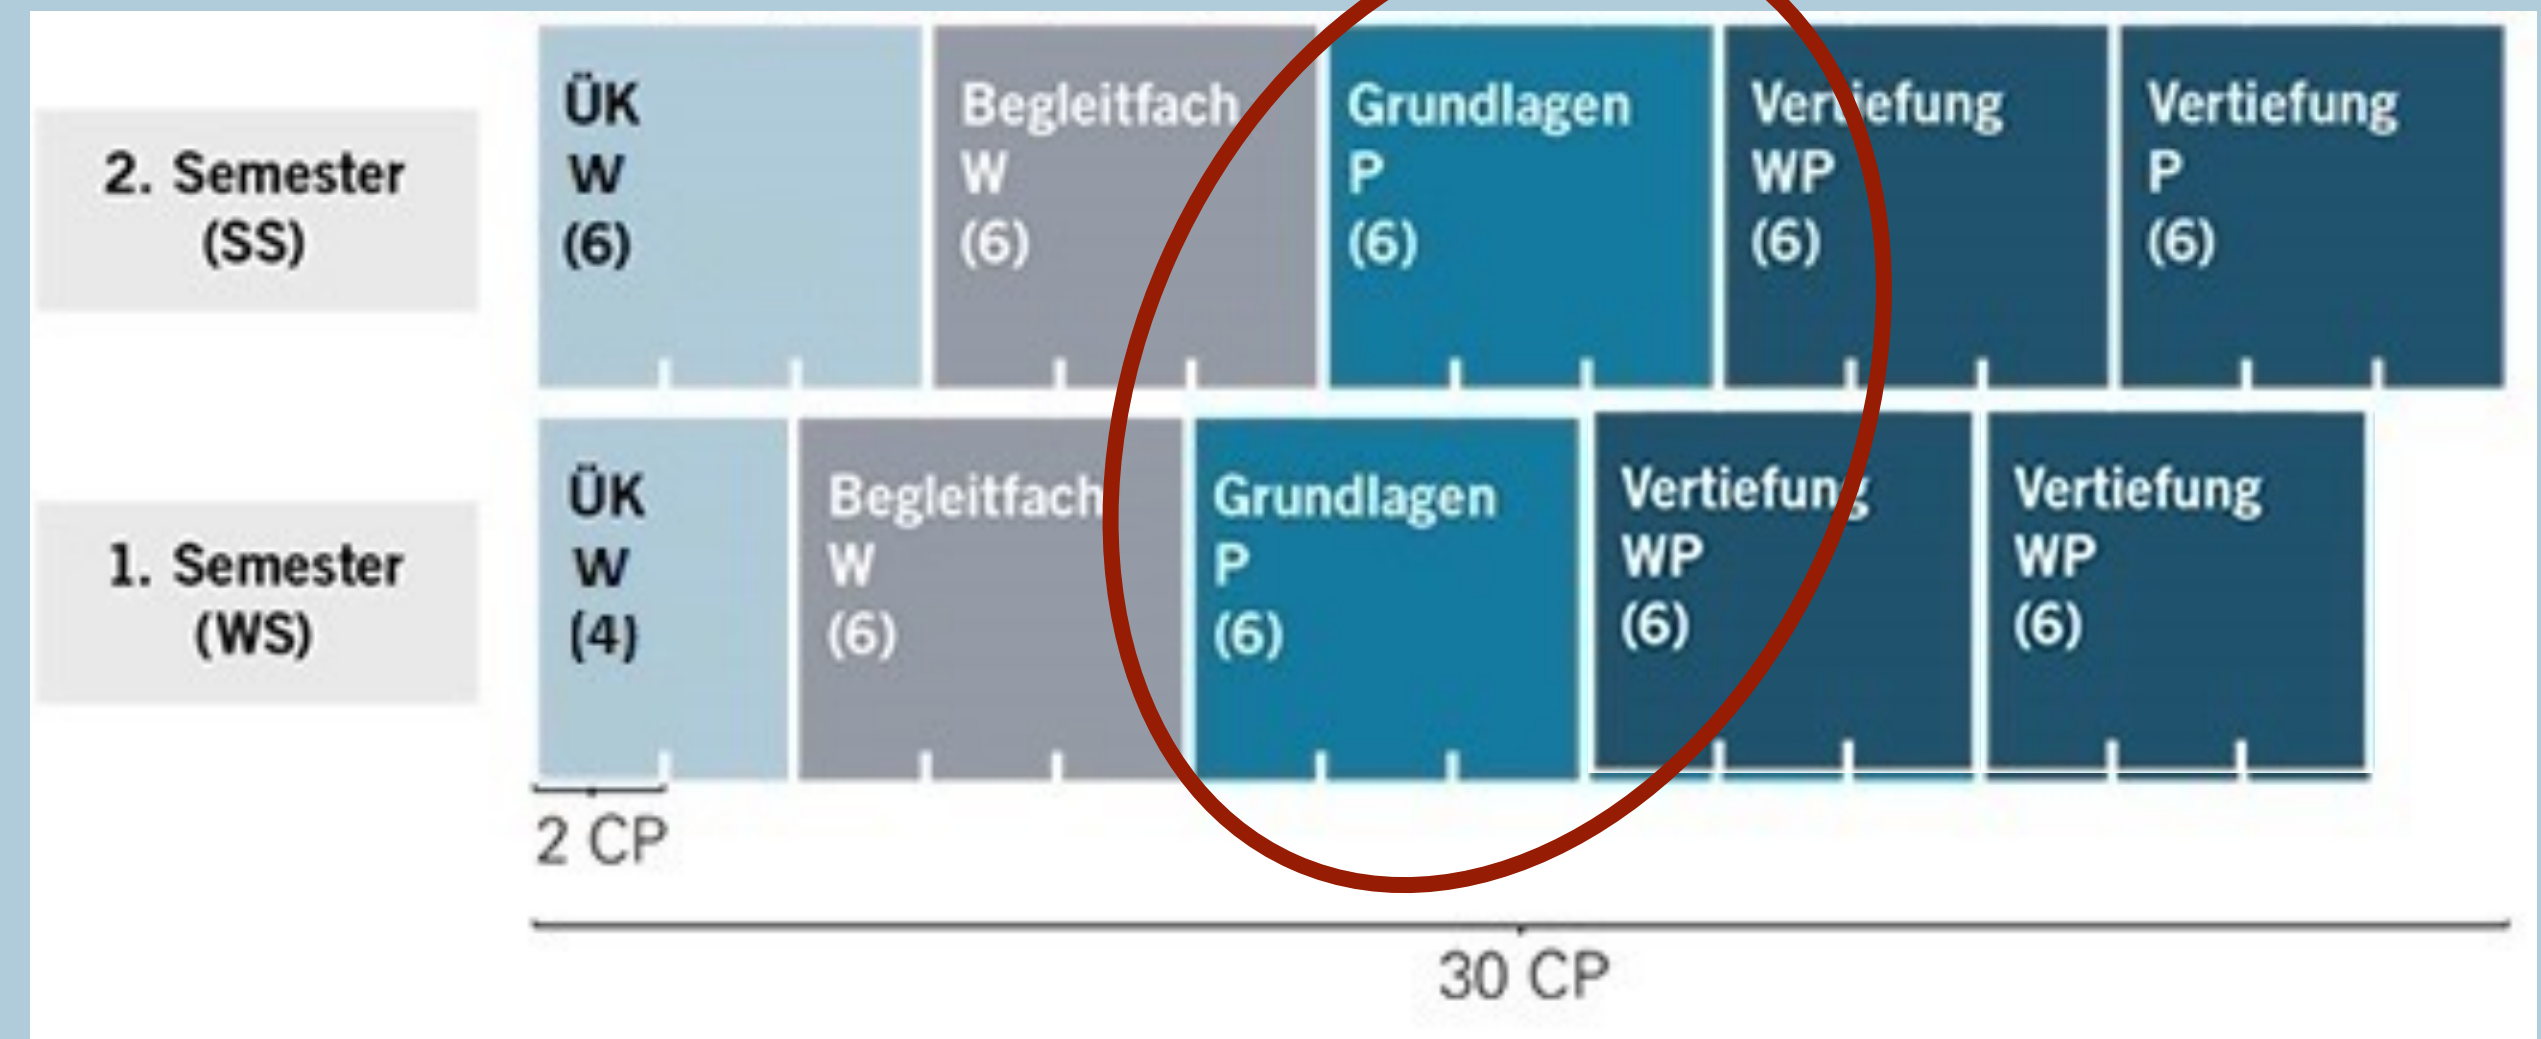 2. Semester
(SS)
ÜK
W
(6)
Begleitfach
W
(6)
Grundlagen
P
(6)
Vertiefung
WP
(6)
Vertiefung
P
(6)
1. Semester
(WS)
ÜK
W
(4)
Begleitfach
W
(6)
Grundlagen
P
(6)
Vertiefung
WP
(6)
Vertiefung
WP
(6)
2 CP
30 CP